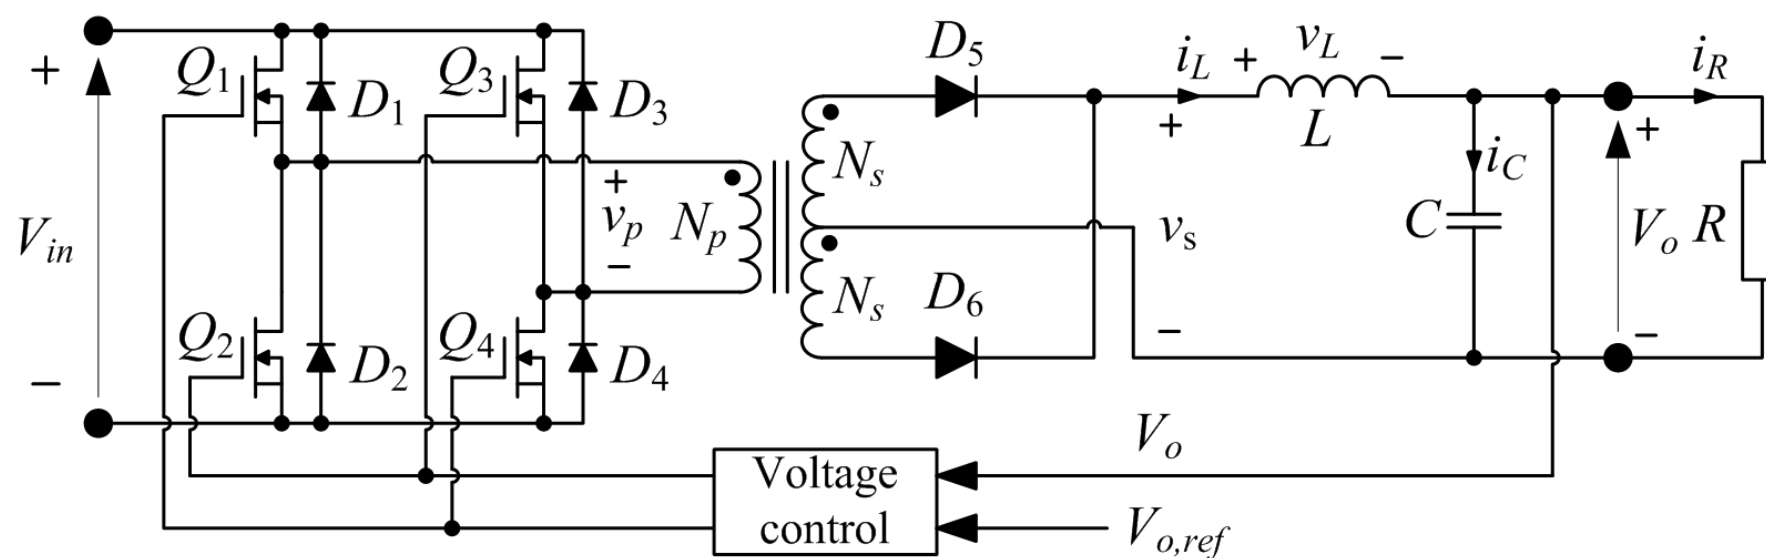 D5
iL
+
vL
-
iR
+
Q1
Q3
D1
D3
L
+
+
Ns
iC
+
vp
Np
C
Vin
vs
Vo
R
-
Ns
D6
Q2
Q4
-
-
-
D2
D4
Vo
Voltage
control
Vo,ref